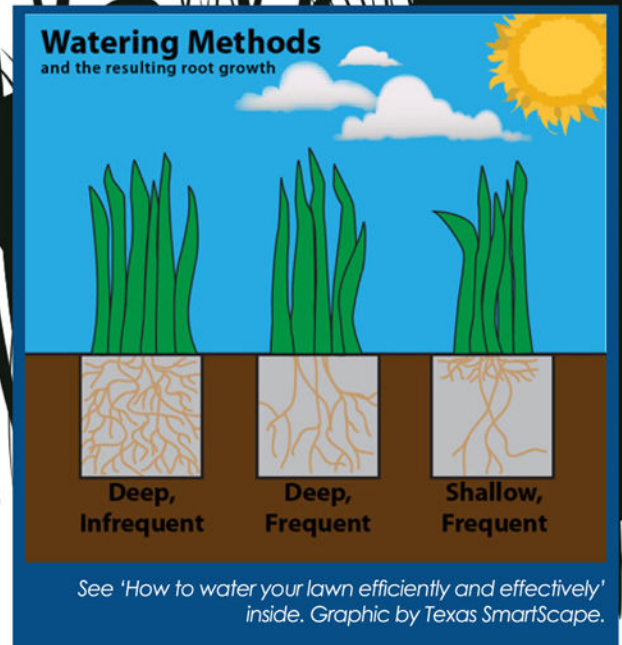 Watering Methods
and the resulting root growth
Deep,
Infrequent
Deep,
Frequent
Shallow,
Frequent
See ‘How to water your lawn efficiently and effectively’
inside. Graphic by Texas SmartScape.